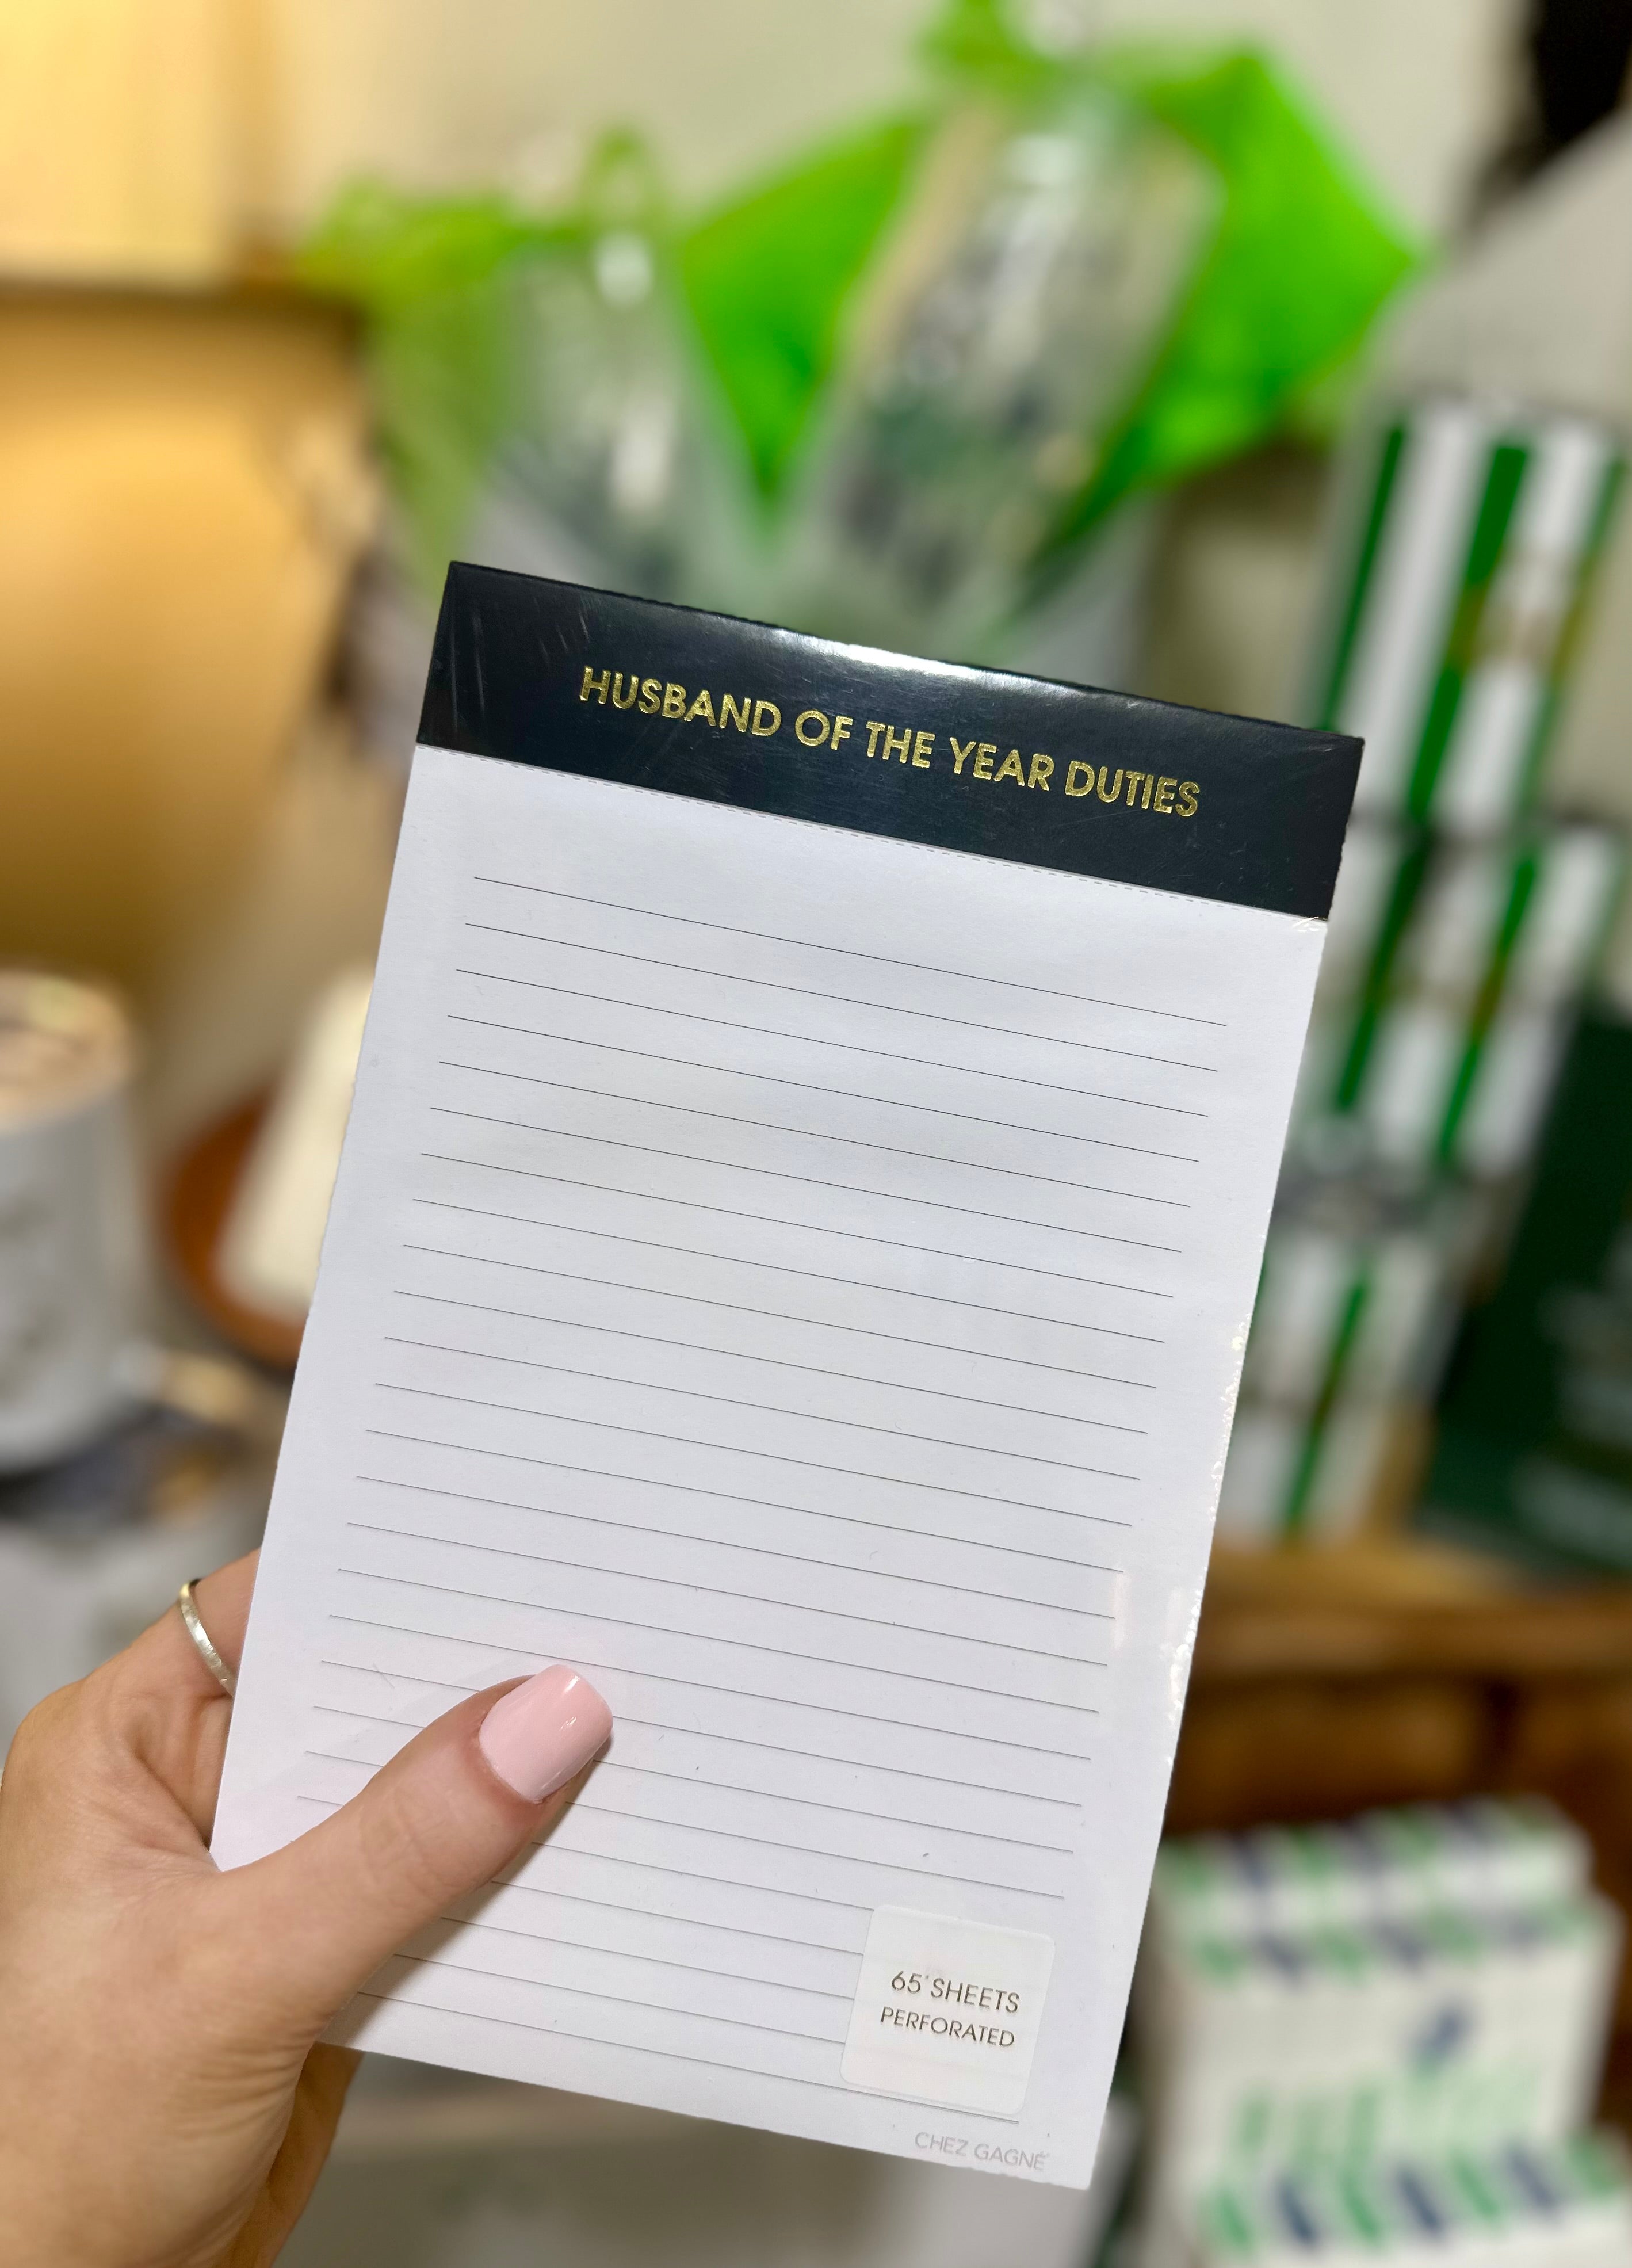 HUSBAND OF THE YEAR DUTIES
65 SHEETS
PERFORATED
CHEZ GAGNÉ